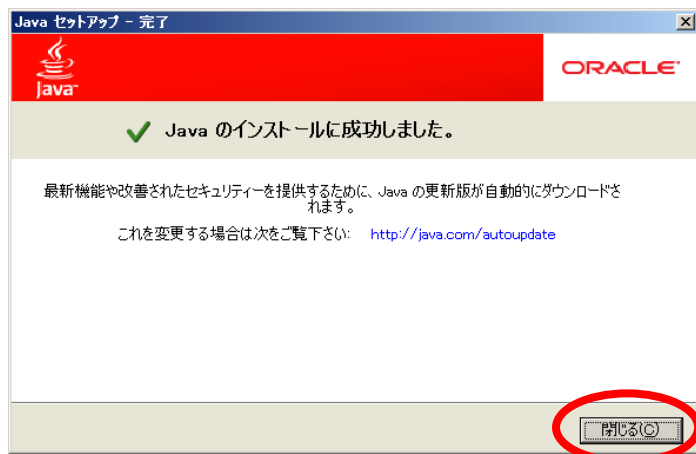 Java セットアップ - 完了
Java
ORACLE
Java のインストールに成功しました。
最新機能や改善されたセキュリティーを提供するために、Java の更新版が自動的にダウンロードさ
れます。
これを変更する場合は次をご覧下さい: http://java.com/autoupdate
閉じる(C)